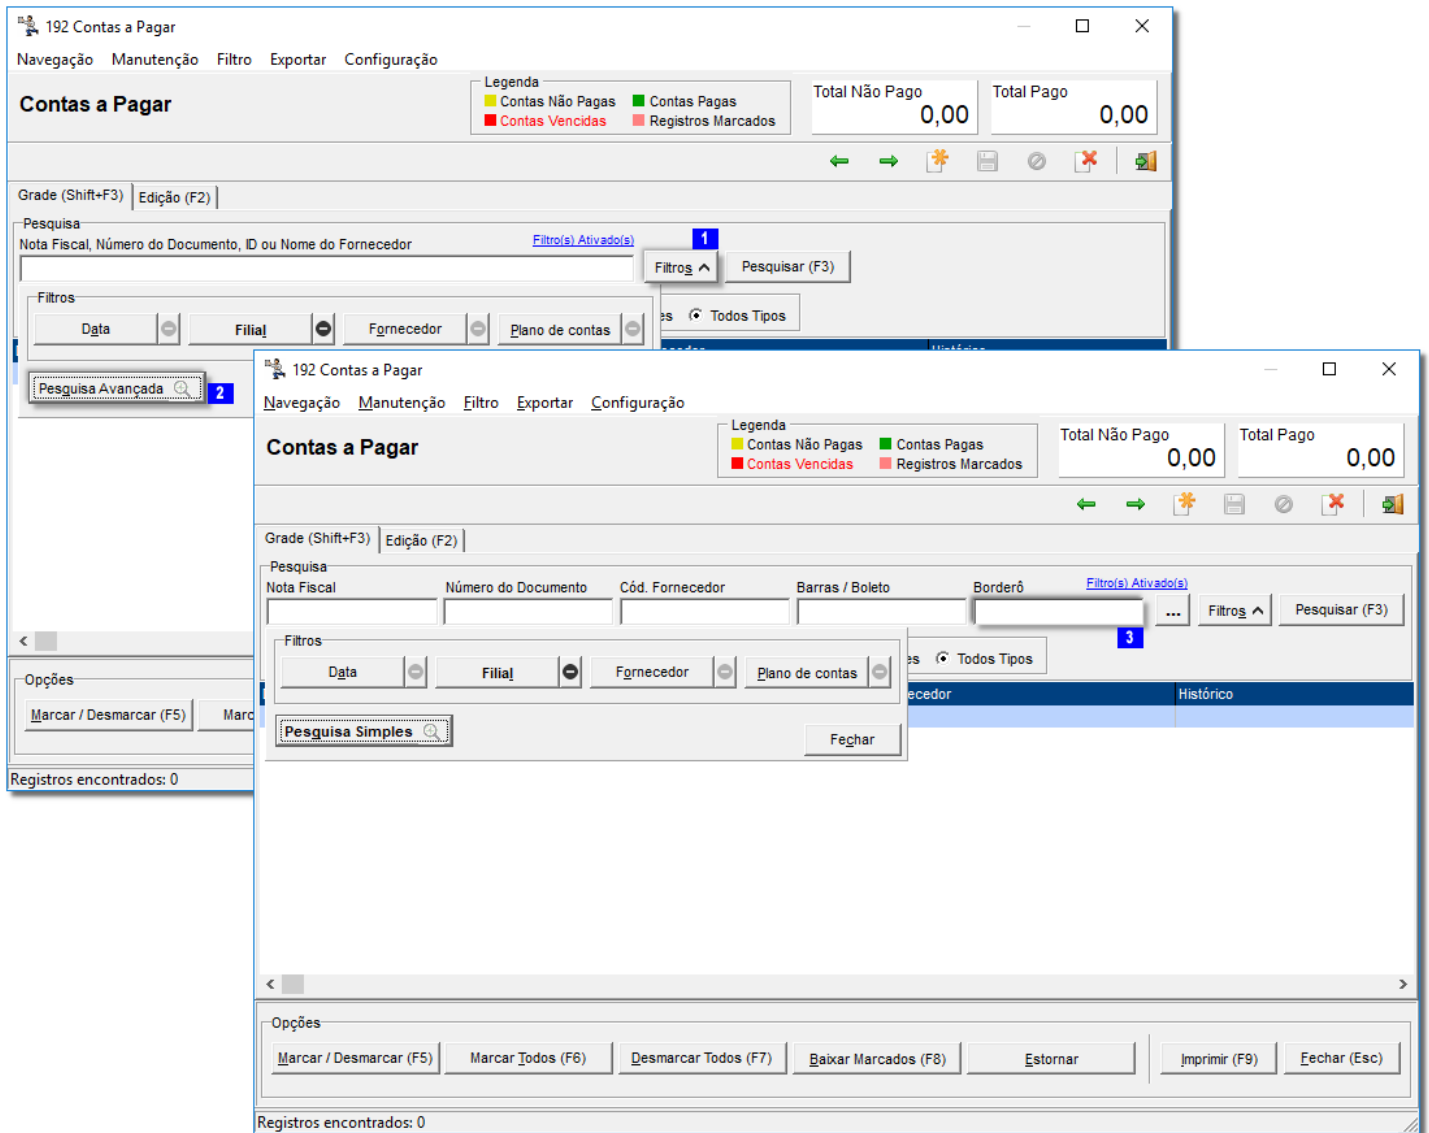 192 Contas a Pagar
Navegação Manutenção Filtro Exportar Configuração
Contas a Pagar
Legenda
Contas Não Pagas Contas Pagas
Contas Vencidas Registros Marcados
Total Não Pago
0,00
Total Pago
0,00
Grade (Shift+F3) Edição (F2)
Pesquisa
Nota Fiscal, Número do Documento, ID ou Nome do Fornecedor Filtro(s) Ativado(s)
1
Filtros Pesquisar (F3)
Filtros
Data Filial Fornecedor Plano de contas
es Todos Tipos
Histórico
Pesquisa Avançada 2
Opções
Marcar / Desmarcar (F5) Marc
Registros encontrados: 0
192 Contas a Pagar
Navegação Manutenção Filtro Exportar Configuração
Contas a Pagar
Legenda
Contas Não Pagas Contas Pagas
Contas Vencidas Registros Marcados
Total Não Pago
0,00
Total Pago
0,00
Grade (Shift+F3) Edição (F2)
Pesquisa
Nota Fiscal Número do Documento Cód. Fornecedor Barras / Boleto Borderô Filtro(s) Ativado(s)
... Filtros Pesquisar (F3)
3
Filtros
Data Filial Fornecedor Plano de contas
es Todos Tipos
ecedor Histórico
Pesquisa Simples
Fechar
Opções
Marcar / Desmarcar (F5) Marcar Todos (F6) Desmarcar Todos (F7) Baixar Marcados (F8) Estornar Imprimir (F9) Fechar (Esc)
Registros encontrados: 0